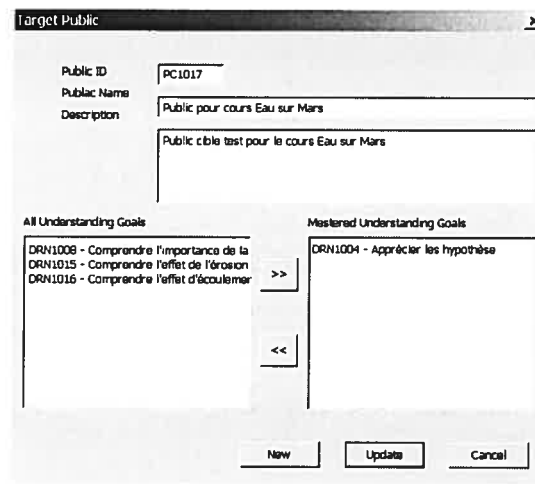 Target Public
Public ID
PC1017
Publac Name
Public pour cours Eau sur Mars
Description
Public cible test pour le cours Eau sur Mars
All Understanding Goals
Mastered Understanding Goals
DRN1008 - Comprendre l'importance de la
DRN1015 - Comprendre l'effet de l'érosion
DRN1016 - Comprendre l'effet d'écoulemer
DRN1004 - Apprécier les hypothèse
>>
<<
New
Update
Cancel